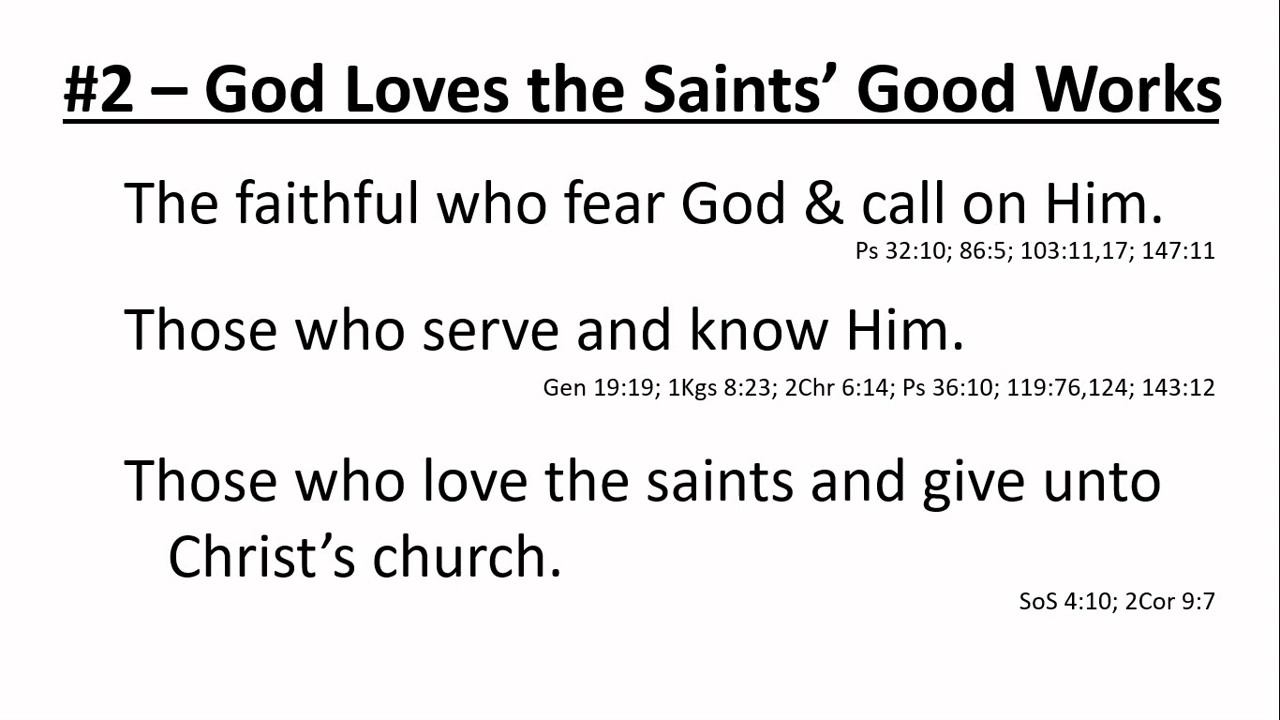 #2 – God Loves the Saints’ Good Works
The faithful who fear God & call on Him.
Ps 32:10; 86:5; 103:11,17; 147:11
Those who serve and know Him.
Gen 19:19; 1Kgs 8:23; 2Chr 6:14; Ps 36:10; 119:76,124; 143:12
Those who love the saints and give unto
Christ’s church.
SoS 4:10; 2Cor 9:7